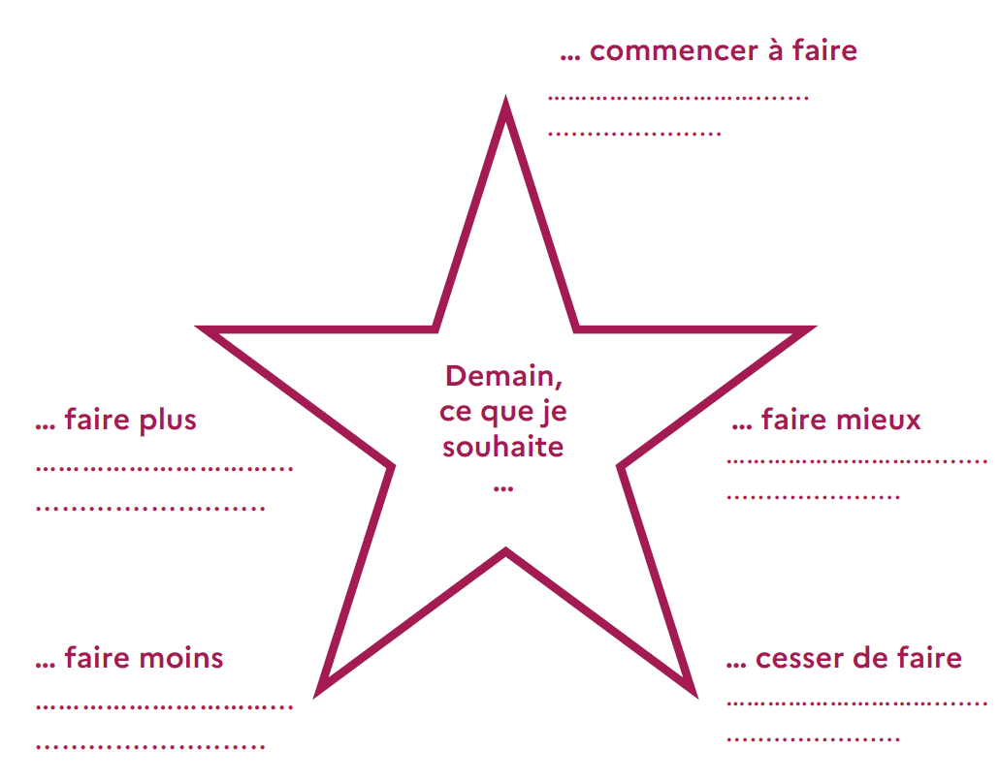 … commencer à faire
……………………………
……………………
Demain,
ce que je
souhaite
…
… faire plus
……………………………
……………………
… faire mieux
……………………………
……………………
… faire moins
……………………………
……………………
… cesser de faire
……………………………
……………………